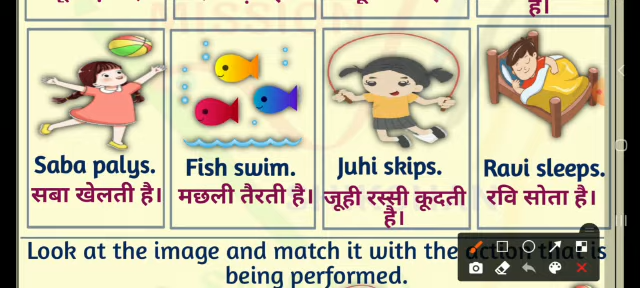 है।
Saba palys.
सबा खेलती है।
Fish swim.
मछली तैरती है।
Juhi skips.
जूही रस्सी कूदती
है।
Ravi sleeps.
रवि सोता है।
Look at the image and match it with the action that is
being performed.